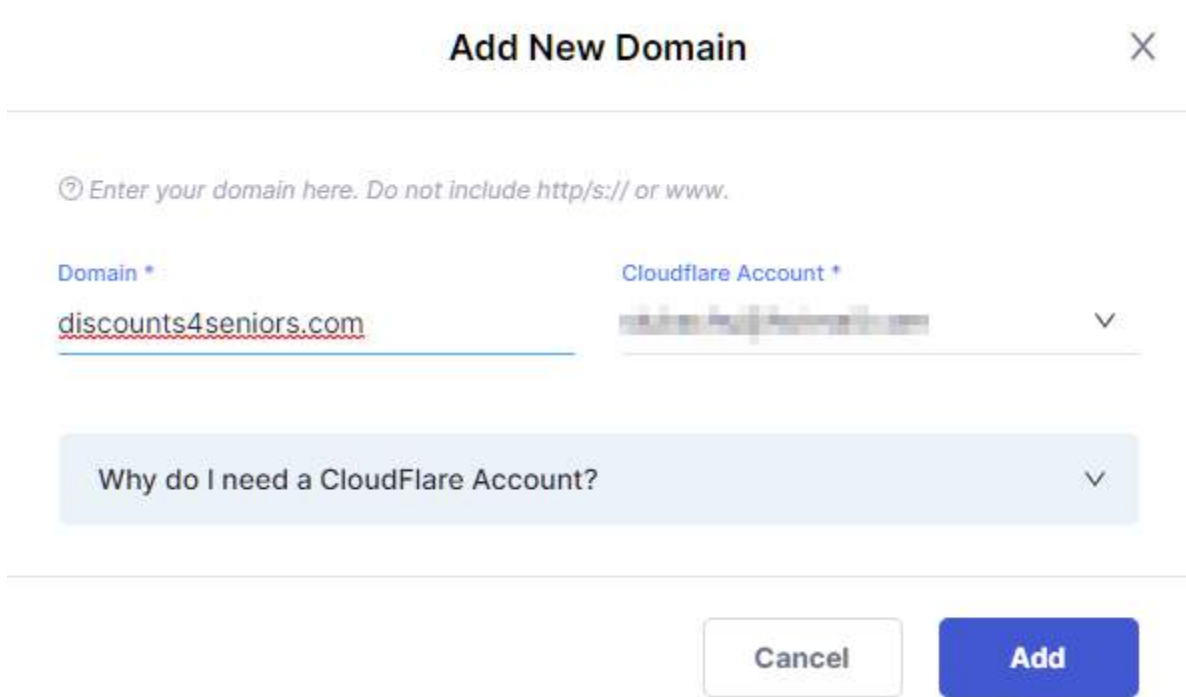 Add New Domain
Enter your domain here. Do not include http/s:// or www.
Domain *
Cloudflare Account *
discounts4seniors.com
Why do I need a CloudFlare Account?
Cancel
Add